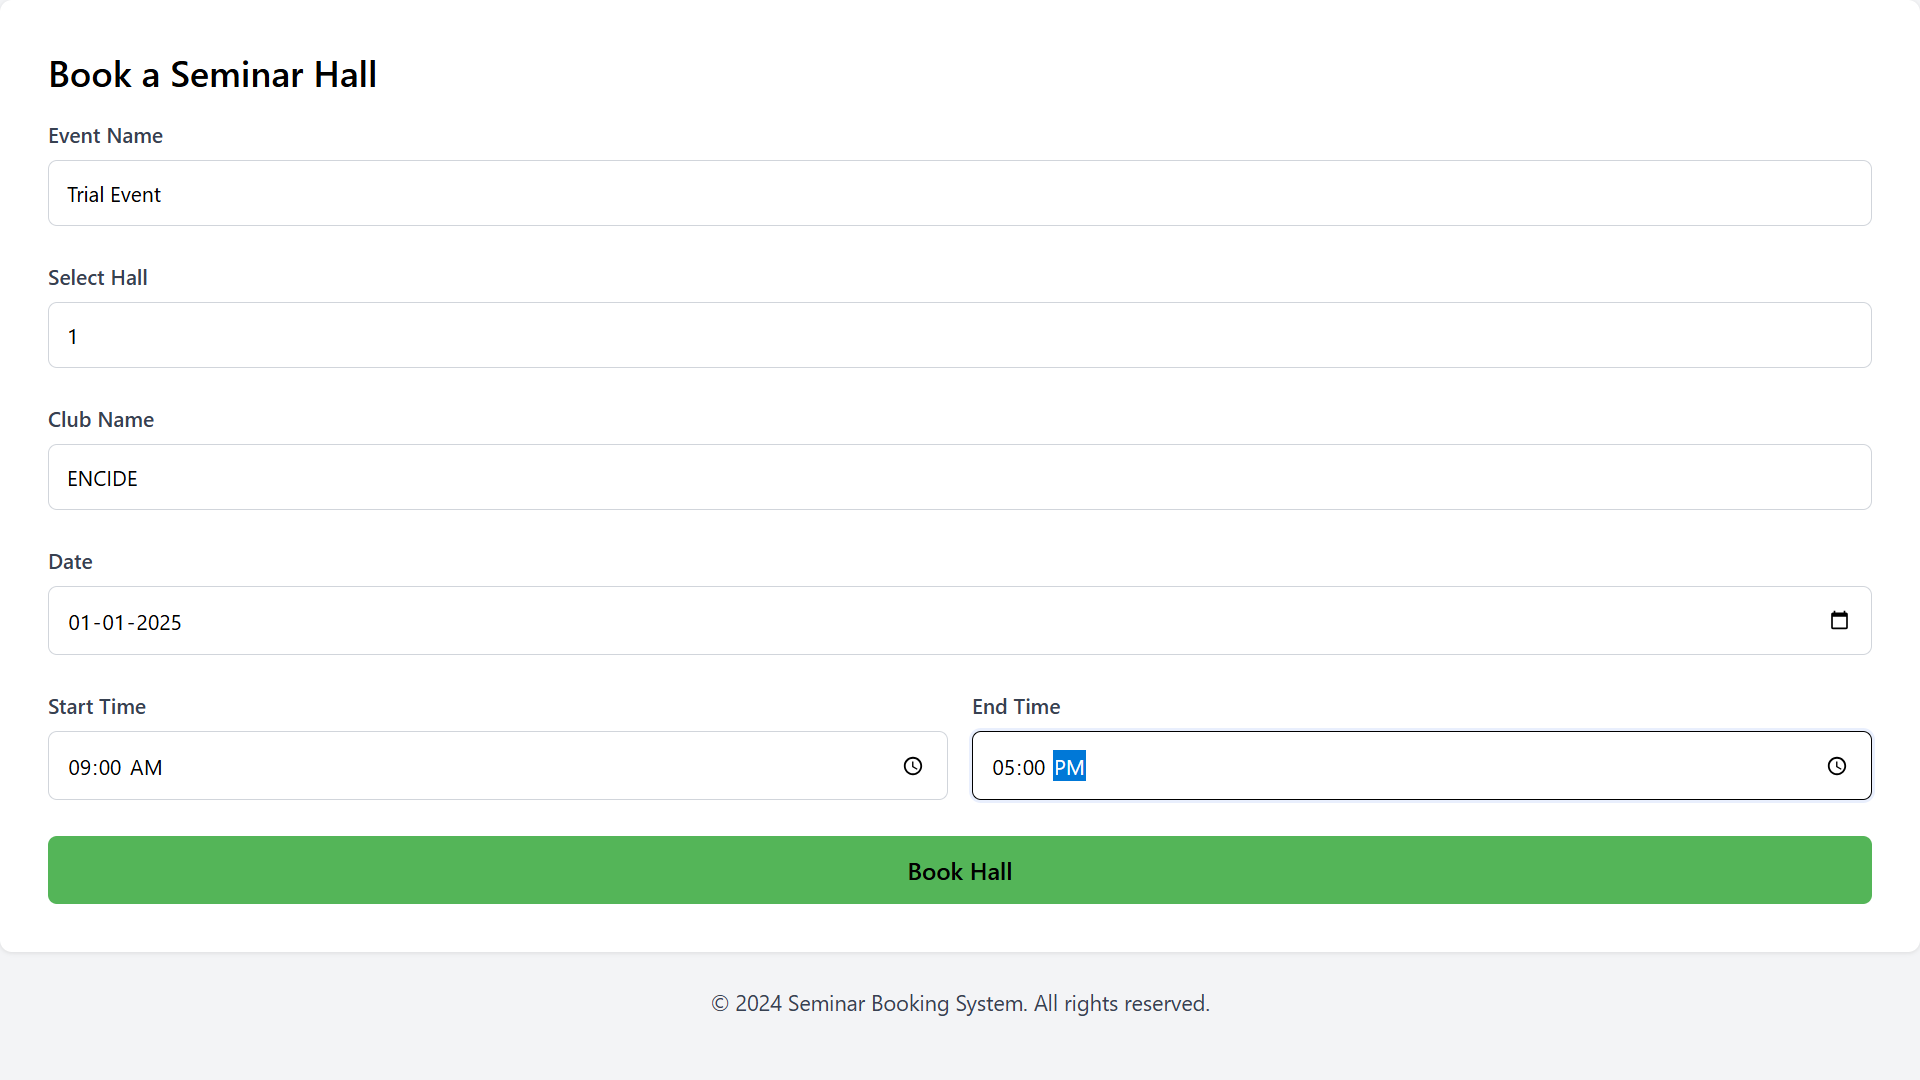 Book a Seminar Hall
Event Name
Trial Event
Select Hall
1
Club Name
ENCIDE
Date
01-01-2025
Start Time
End Time
09:00 AM
05:00 PM
Book Hall
© 2024 Seminar Booking System. All rights reserved.